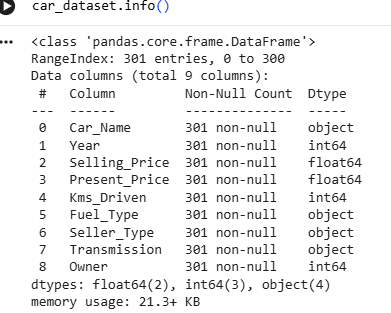 car_dataset.info()
<class 'pandas.core.frame.DataFrame'>
RangeIndex: 301 entries, 0 to 300
Data columns (total 9 columns):
 #   Column         Non-Null Count  Dtype
---  ------         --------------  -----
 0   Car_Name       301 non-null    object
 1   Year           301 non-null    int64
 2   Selling_Price  301 non-null    float64
 3   Present_Price  301 non-null    float64
 4   Kms_Driven     301 non-null    int64
 5   Fuel_Type      301 non-null    object
 6   Seller_Type    301 non-null    object
 7   Transmission   301 non-null    object
 8   Owner          301 non-null    int64
dtypes: float64(2), int64(3), object(4)
memory usage: 21.3+ KB